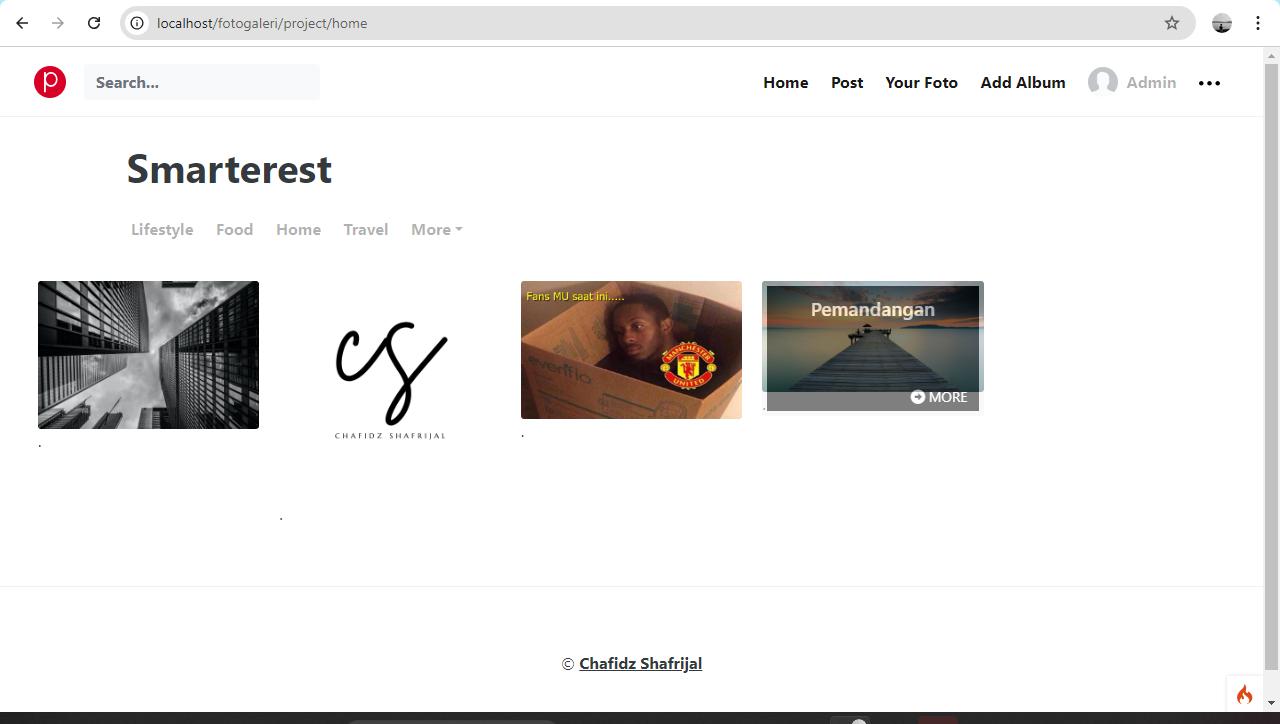 localhost/fotogaleri/project/home
p Search... Home Post Your Foto Add Album Admin
Smarterest
Lifestyle Food Home Travel More
cs
CHAFIDZ SHAFRIJAL
Fans MU saat ini.....
evenflo
MANCHESTER
UNITED
Pemandangan
MORE
.
.
.
.
© Chafidz Shafrijal